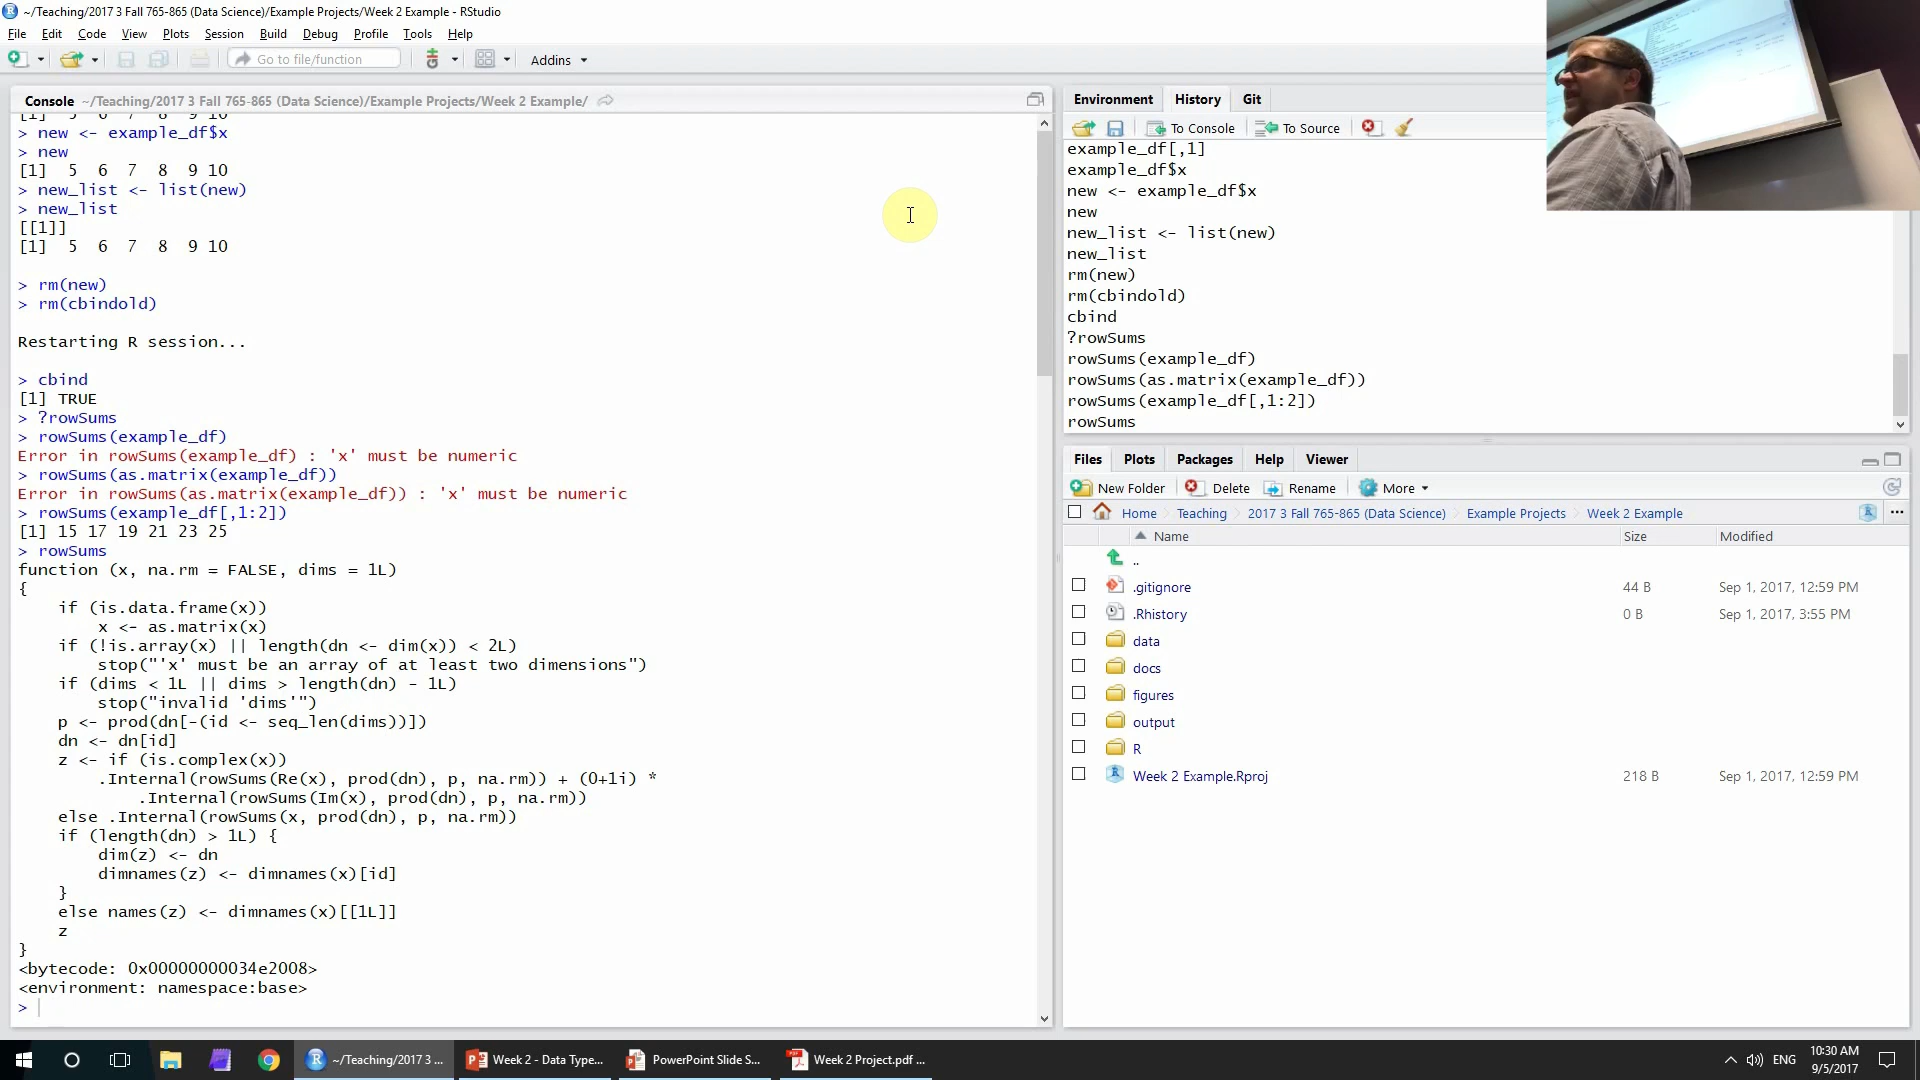 ~/Teaching/2017 3 Fall 765-865 (Data Science)/Example Projects/Week 2 Example - RStudio
File Edit Code View Plots Session Build Debug Profile Tools Help
Go to file/function Addins
Console ~/Teaching/2017 3 Fall 765-865 (Data Science)/Example Projects/Week 2 Example/
[1] 5 6 7 8 9 10
> new <- example_df$x
> new
[1] 5 6 7 8 9 10
> new_list <- list(new)
> new_list
[[1]]
[1] 5 6 7 8 9 10
> rm(new)
> rm(cbindold)
Restarting R session...
> cbind
[1] TRUE
> ?rowSums
> rowSums(example_df)
Error in rowSums(example_df) : 'x' must be numeric
> rowSums(as.matrix(example_df))
Error in rowSums(as.matrix(example_df)) : 'x' must be numeric
> rowSums(example_df[,1:2])
[1] 15 17 19 21 23 25
> rowSums
function (x, na.rm = FALSE, dims = 1L)
{
    if (is.data.frame(x))
        x <- as.matrix(x)
    if (!is.array(x) || length(dn <- dim(x)) < 2L)
        stop("'x' must be an array of at least two dimensions")
    if (dims < 1L || dims > length(dn) - 1L)
        stop("invalid 'dims'")
    p <- prod(dn[-(id <- seq_len(dims))])
    dn <- dn[id]
    z <- if (is.complex(x))
        .Internal(rowSums(Re(x), prod(dn), p, na.rm)) + (0+1i) *
            .Internal(rowSums(Im(x), prod(dn), p, na.rm))
    else .Internal(rowSums(x, prod(dn), p, na.rm))
    if (length(dn) > 1L) {
        dim(z) <- dn
        dimnames(z) <- dimnames(x)[id]
    }
    else names(z) <- dimnames(x)[[1L]]
    z
}
<bytecode: 0x00000000034e2008>
<environment: namespace:base>
>
Environment History Git
To Console To Source
example_df[,1]
example_df$x
new <- example_df$x
new
new_list <- list(new)
new_list
rm(new)
rm(cbindold)
cbind
?rowSums
rowSums(example_df)
rowSums(as.matrix(example_df))
rowSums(example_df[,1:2])
rowSums
Files Plots Packages Help Viewer
New Folder Delete Rename More
Home Teaching 2017 3 Fall 765-865 (Data Science) Example Projects Week 2 Example ...
Name Size Modified
..
.gitignore 44 B Sep 1, 2017, 12:59 PM
.Rhistory 0 B Sep 1, 2017, 3:55 PM
data
docs
figures
output
R
Week 2 Example.Rproj 218 B Sep 1, 2017, 12:59 PM
~/Teaching/2017 3 ... Week 2 - Data Type... PowerPoint Slide S... Week 2 Project.pdf ... ENG 10:30 AM
9/5/2017